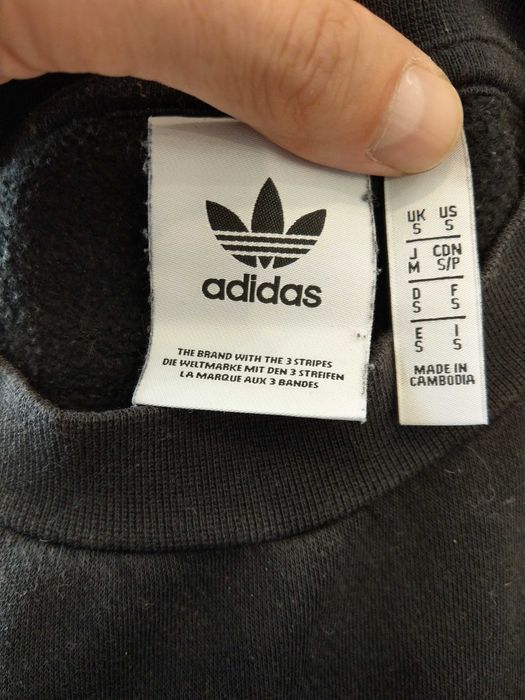 adidas
THE BRAND WITH THE 3 STRIPES
DIE WELTMARKE MIT DEN 3 STREIFEN
LA MARQUE AUX 3 BANDES
UK US
S S
J CDN
M S/P
D F
S S
E I
S S
MADE IN
CAMBODIA